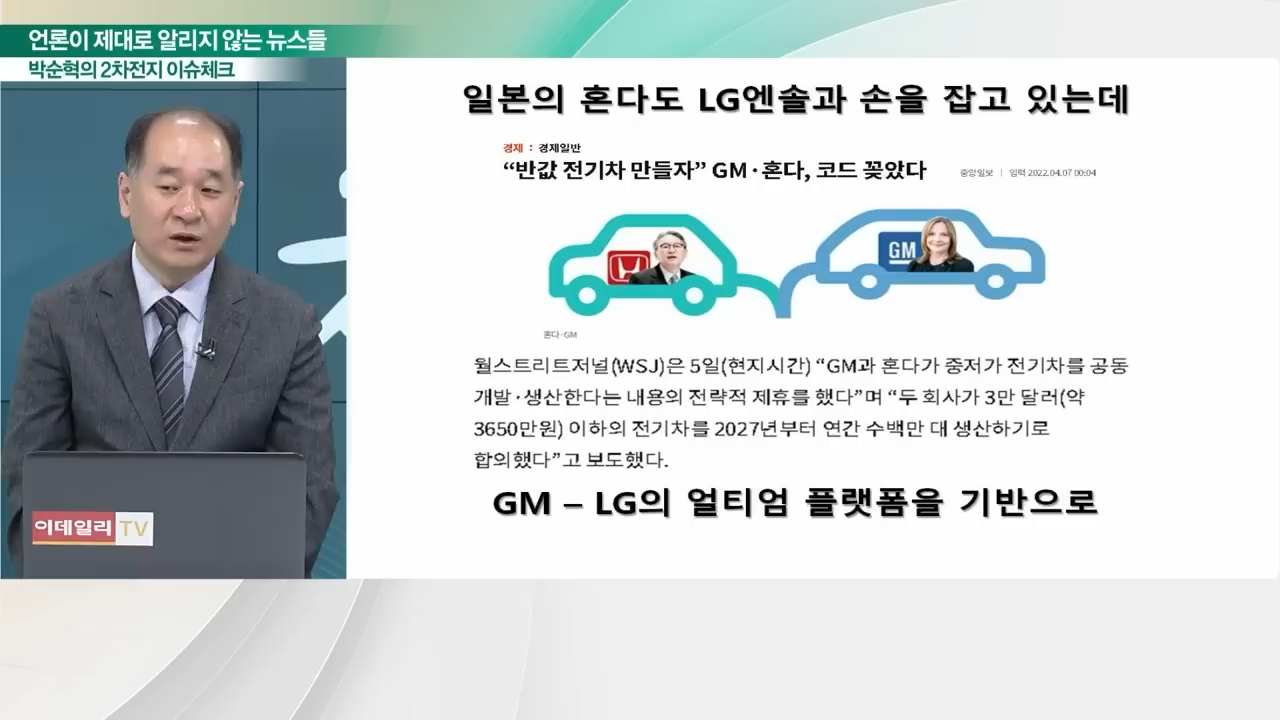 언론이 제대로 알리지 않는 뉴스들
박순혁의 2차전지 이슈체크
일본의 혼다도 LG엔솔과 손을 잡고 있는데
경제 : 경제일반
“반값 전기차 만들자” GM·혼다, 코드 꽂았다
중앙일보 | 입력 2022.04.07 00:04
GM
혼다·GM
월스트리트저널(WSJ)은 5일(현지시간) “GM과 혼다가 중저가 전기차를 공동
개발·생산한다는 내용의 전략적 제휴를 했다”며 “두 회사가 3만 달러(약
3650만원) 이하의 전기차를 2027년부터 연간 수백만 대 생산하기로
합의했다”고 보도했다.
GM – LG의 얼티엄 플랫폼을 기반으로
이데일리 TV